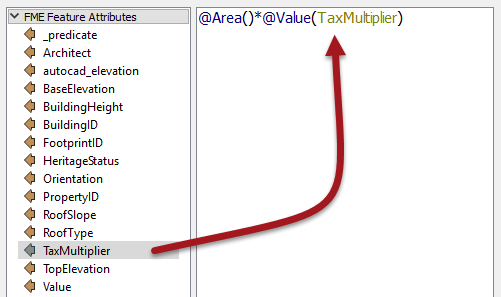 FME Feature Attributes
_predicate
Architect
autocad_elevation
BaseElevation
BuildingHeight
BuildingID
FootprintID
HeritageStatus
Orientation
PropertyID
RoofSlope
RoofType
TaxMultiplier
TopElevation
Value
@Area()*@Value(TaxMultiplier)